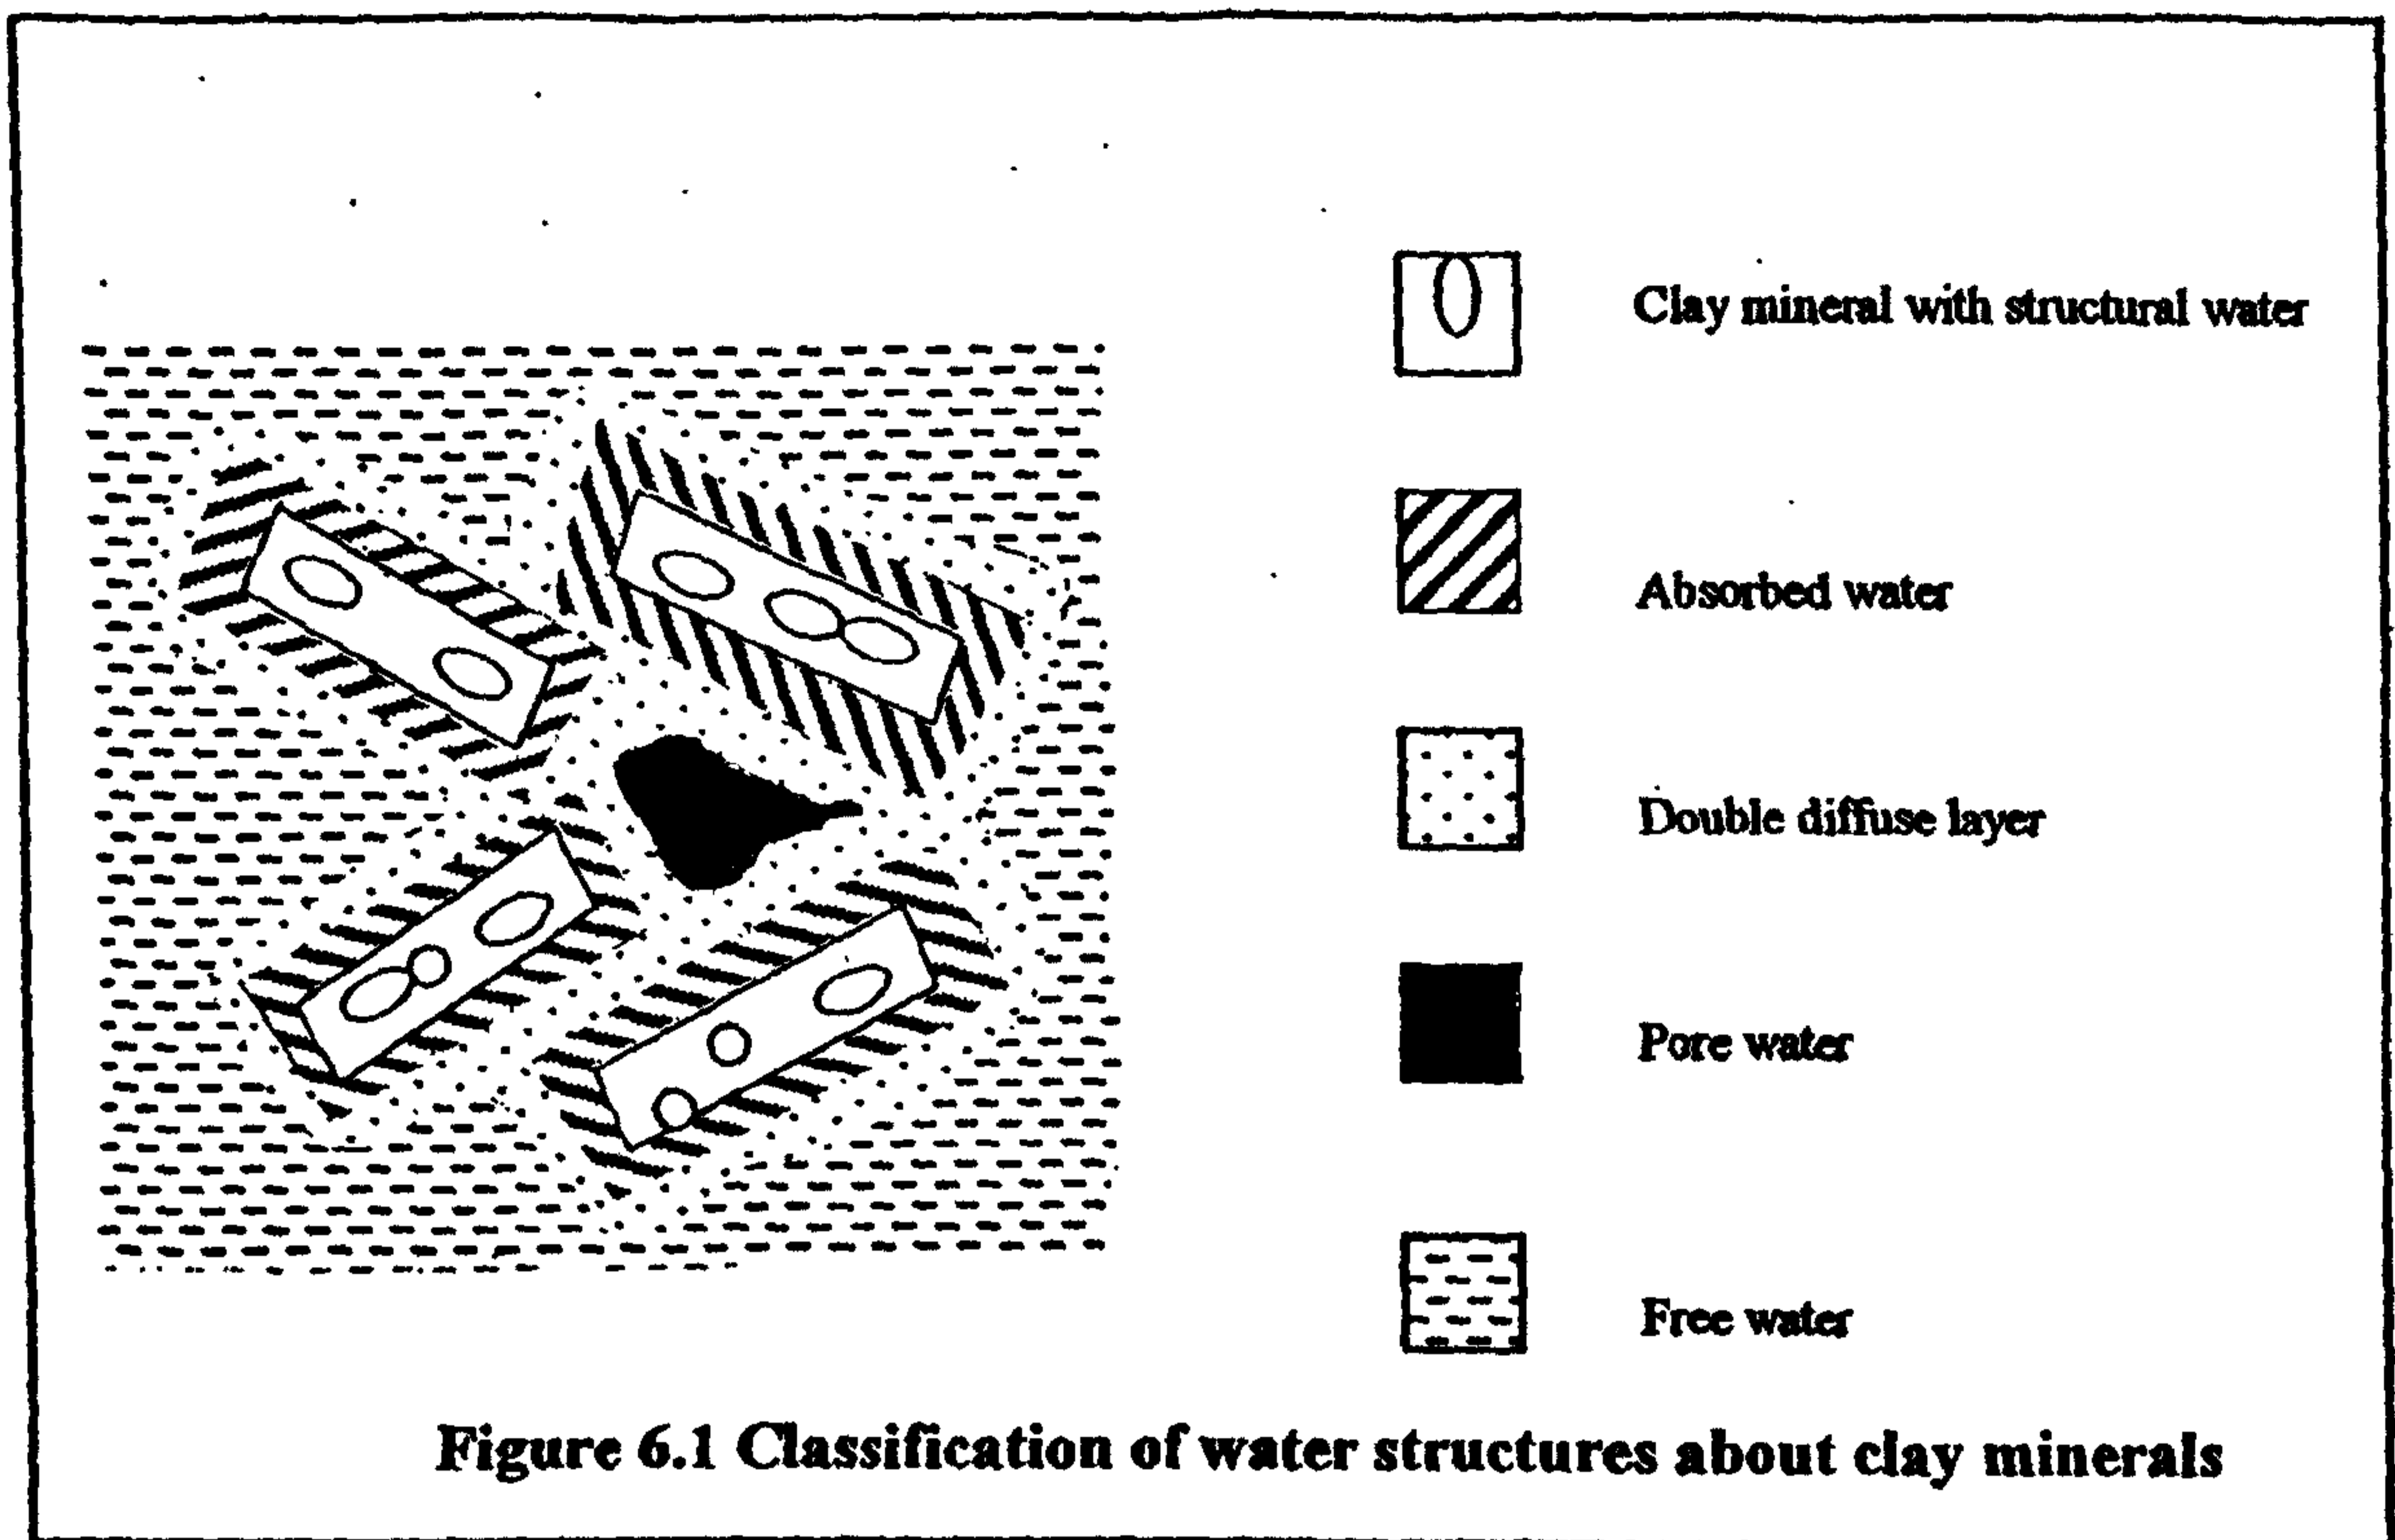 Clay mineral with structural water
Absorbed water
Double diffuse layer
Pore water
Free water
Figure 6.1 Classification of water structures about clay minerals